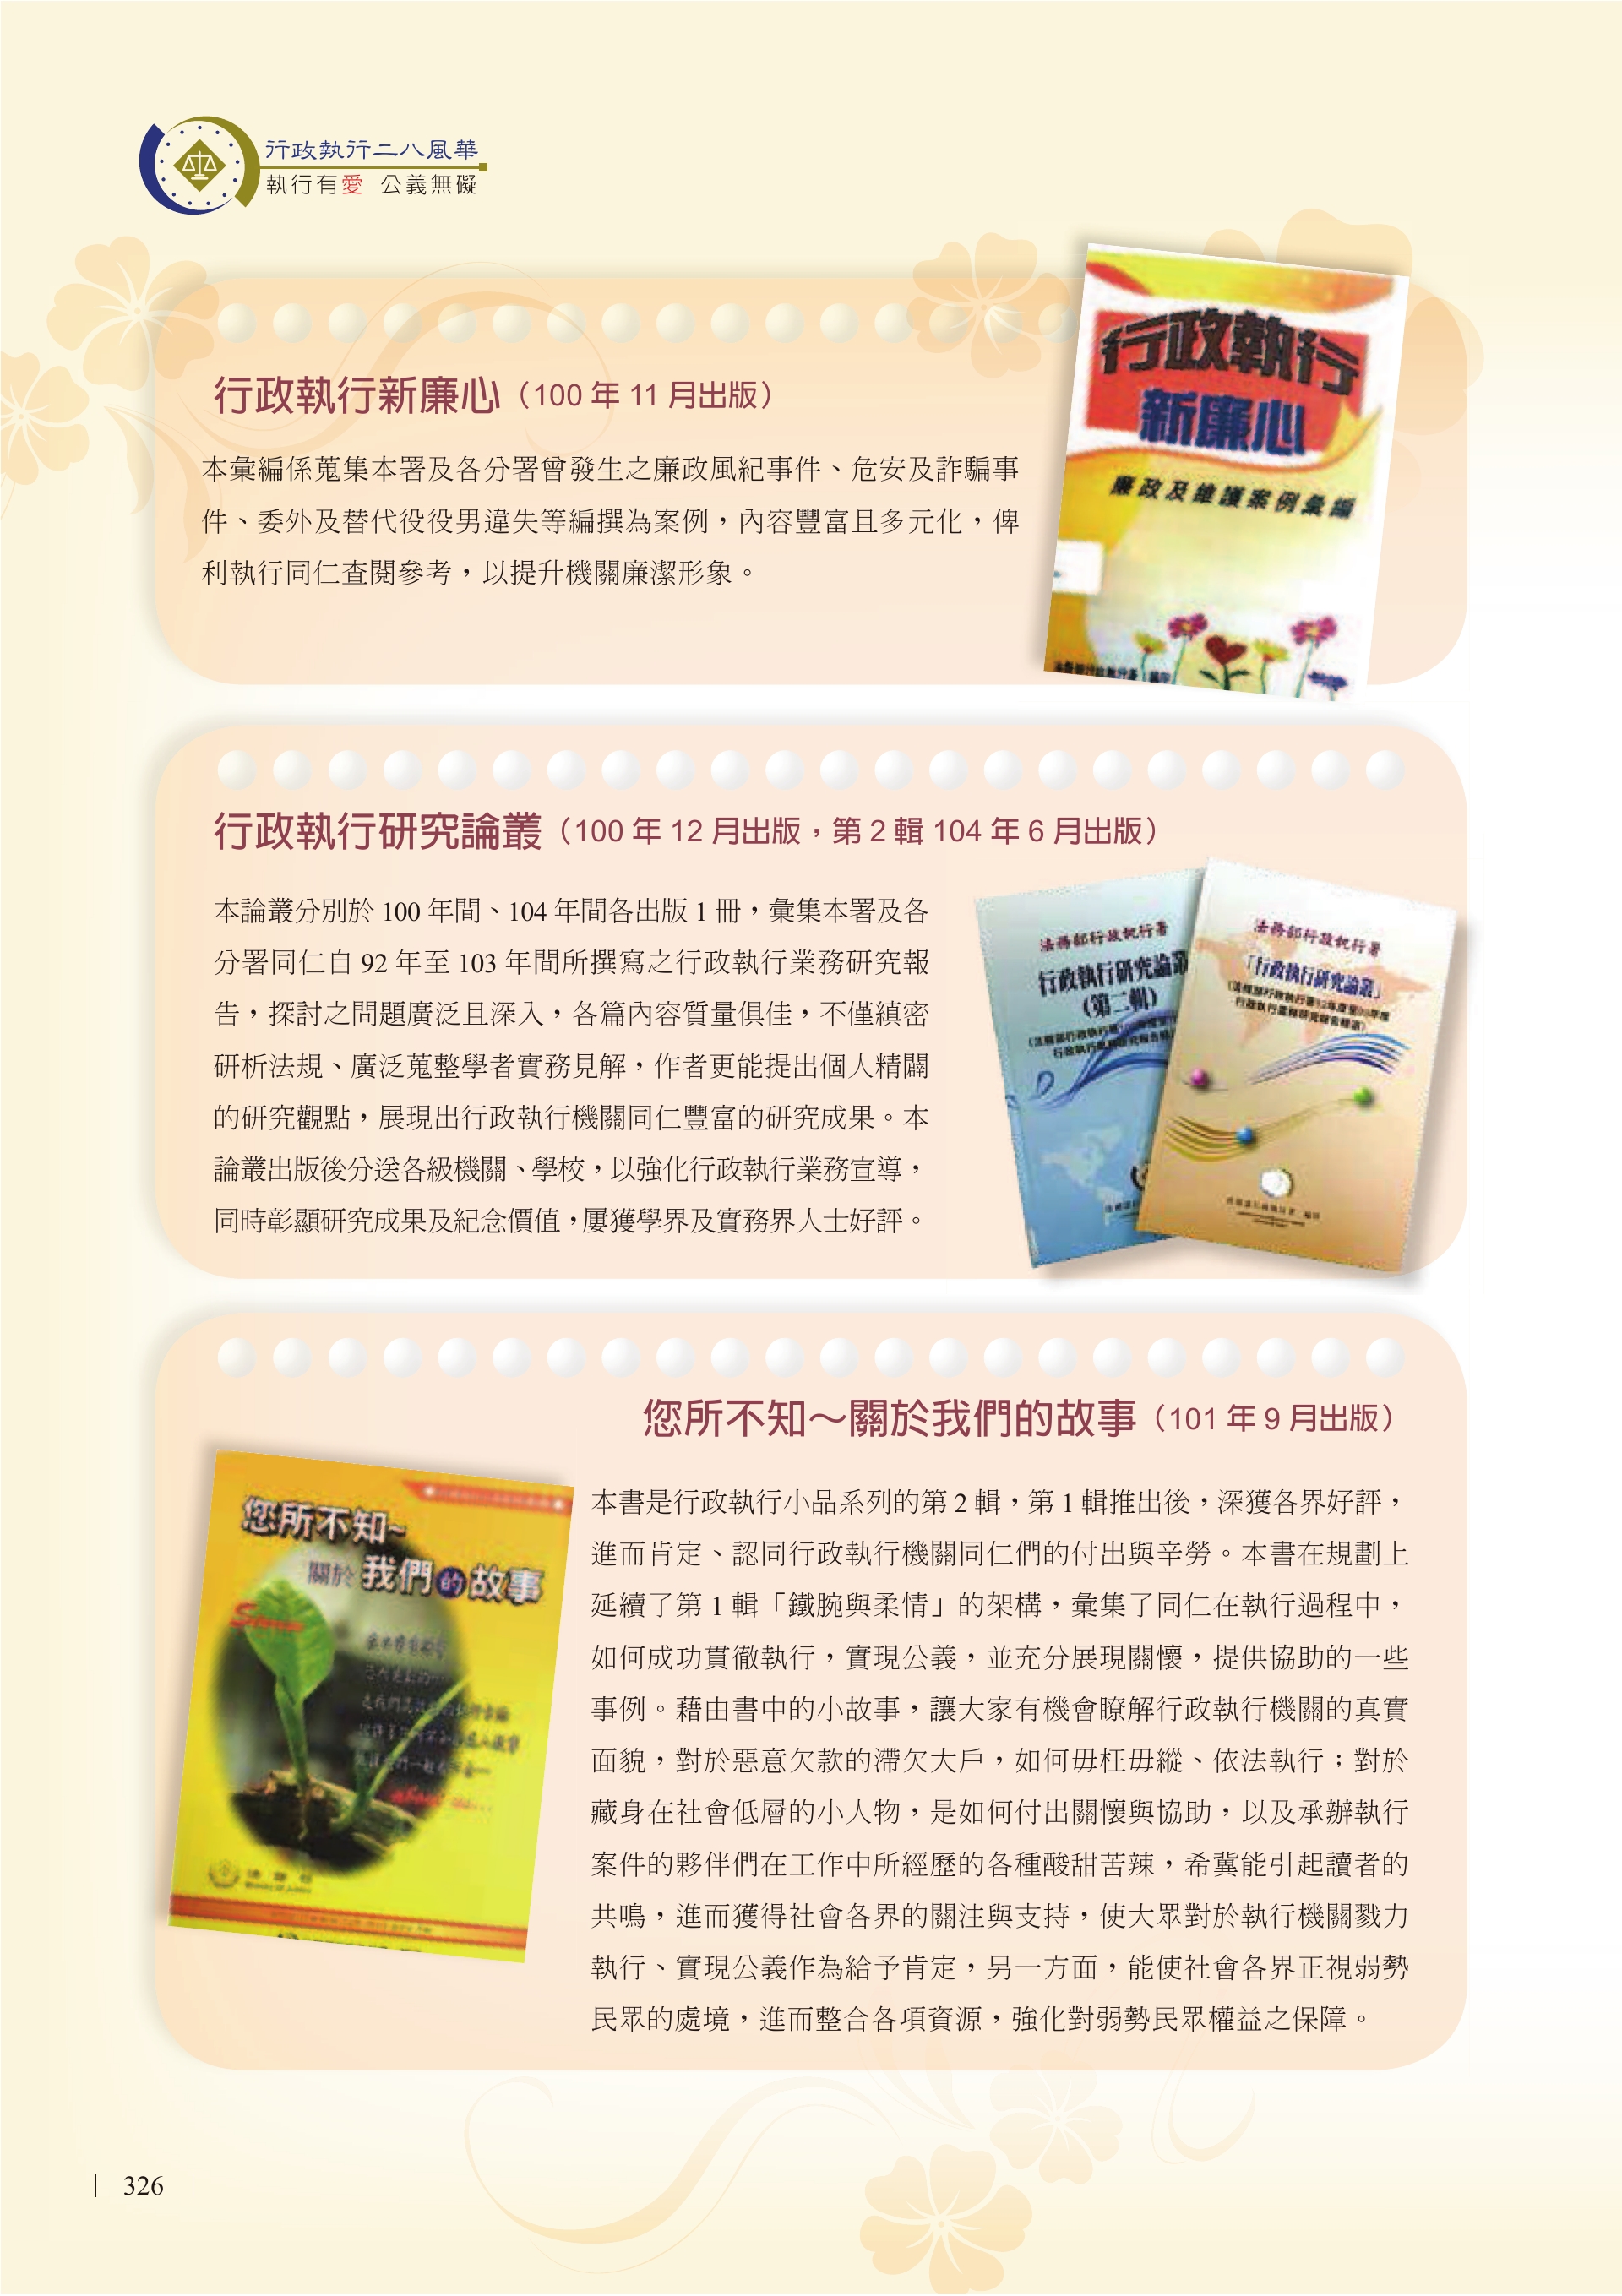 行政執行二八風華
執行有愛 公義無礙
行政執行新廉心（100 年 11 月出版）
本彙編係蒐集本署及各分署曾發生之廉政風紀事件、危安及詐騙事
件、委外及替代役役男違失等編撰為案例，內容豐富且多元化，俾
利執行同仁查閱參考，以提升機關廉潔形象。
行政執行
新廉心
廉政及維護案例彙編
行政執行研究論叢（100 年 12 月出版，第 2 輯 104 年 6 月出版）
本論叢分別於 100 年間、104 年間各出版 1 冊，彙集本署及各
分署同仁自 92 年至 103 年間所撰寫之行政執行業務研究報
告，探討之問題廣泛且深入，各篇內容質量俱佳，不僅縝密
研析法規、廣泛蒐整學者實務見解，作者更能提出個人精闢
的研究觀點，展現出行政執行機關同仁豐富的研究成果。本
論叢出版後分送各級機關、學校，以強化行政執行業務宣導，
同時彰顯研究成果及紀念價值，屢獲學界及實務界人士好評。
法務部行政執行署
行政執行研究論叢
(第二輯)
法務部行政執行署
「行政執行研究論叢」
您所不知～關於我們的故事（101 年 9 月出版）
您所不知~
關於 我們的故事
本書是行政執行小品系列的第 2 輯，第 1 輯推出後，深獲各界好評，
進而肯定、認同行政執行機關同仁們的付出與辛勞。本書在規劃上
延續了第 1 輯「鐵腕與柔情」的架構，彙集了同仁在執行過程中，
如何成功貫徹執行，實現公義，並充分展現關懷，提供協助的一些
事例。藉由書中的小故事，讓大家有機會瞭解行政執行機關的真實
面貌，對於惡意欠款的滯欠大戶，如何毋枉毋縱、依法執行；對於
藏身在社會低層的小人物，是如何付出關懷與協助，以及承辦執行
案件的夥伴們在工作中所經歷的各種酸甜苦辣，希冀能引起讀者的
共鳴，進而獲得社會各界的關注與支持，使大眾對於執行機關戮力
執行、實現公義作為給予肯定，另一方面，能使社會各界正視弱勢
民眾的處境，進而整合各項資源，強化對弱勢民眾權益之保障。
326